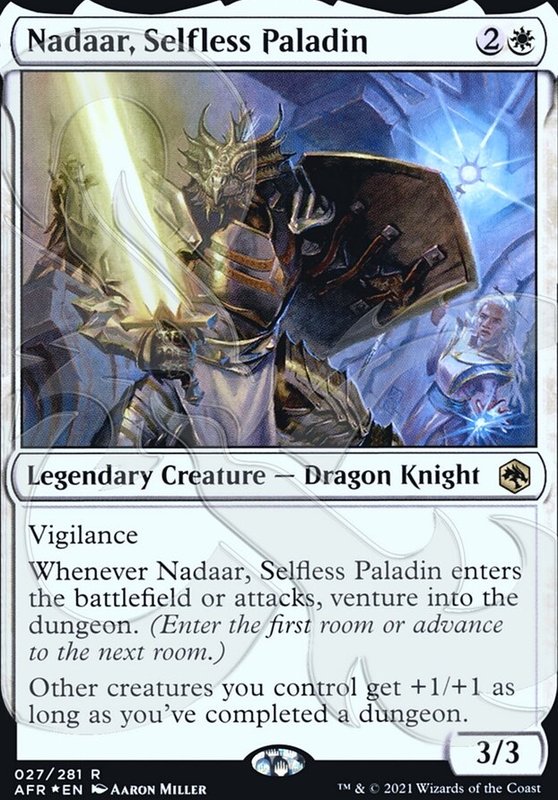 Nadaar, Selfless Paladin 2
Legendary Creature — Dragon Knight
Vigilance
Whenever Nadaar, Selfless Paladin enters
the battlefield or attacks, venture into the
dungeon. (Enter the first room or advance
to the next room.)
Other creatures you control get +1/+1 as
long as you've completed a dungeon.
3/3
027/281 R
AFR ★ EN Aaron Miller
™ & © 2021 Wizards of the Coast